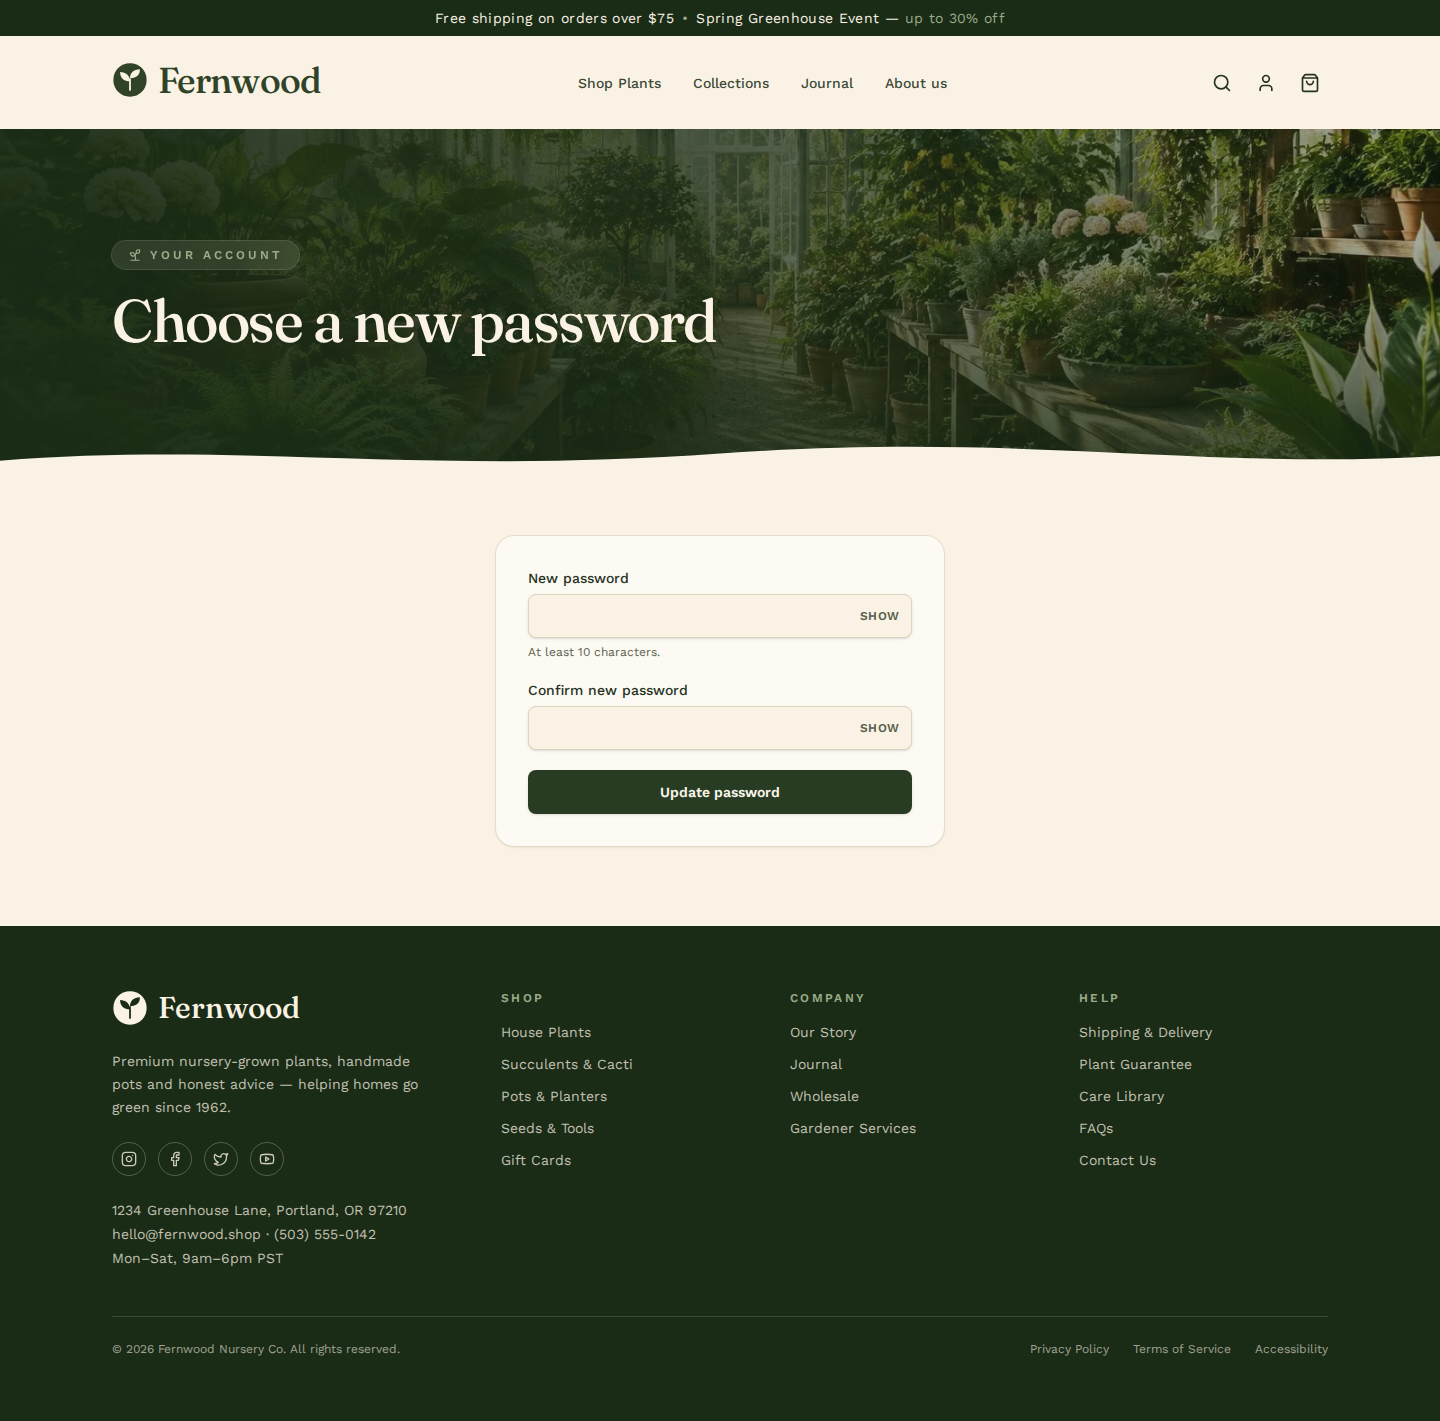 Free shipping on orders over $75 • Spring Greenhouse Event — up to 30% off
Fernwood
Shop Plants Collections Journal About us
YOUR ACCOUNT
Choose a new password
New password
SHOW
At least 10 characters.
Confirm new password
SHOW
Update password
Fernwood
Premium nursery-grown plants, handmade
pots and honest advice — helping homes go
green since 1962.
1234 Greenhouse Lane, Portland, OR 97210
hello@fernwood.shop · (503) 555-0142
Mon–Sat, 9am–6pm PST
SHOP
House Plants
Succulents & Cacti
Pots & Planters
Seeds & Tools
Gift Cards
COMPANY
Our Story
Journal
Wholesale
Gardener Services
HELP
Shipping & Delivery
Plant Guarantee
Care Library
FAQs
Contact Us
© 2026 Fernwood Nursery Co. All rights reserved.
Privacy Policy Terms of Service Accessibility